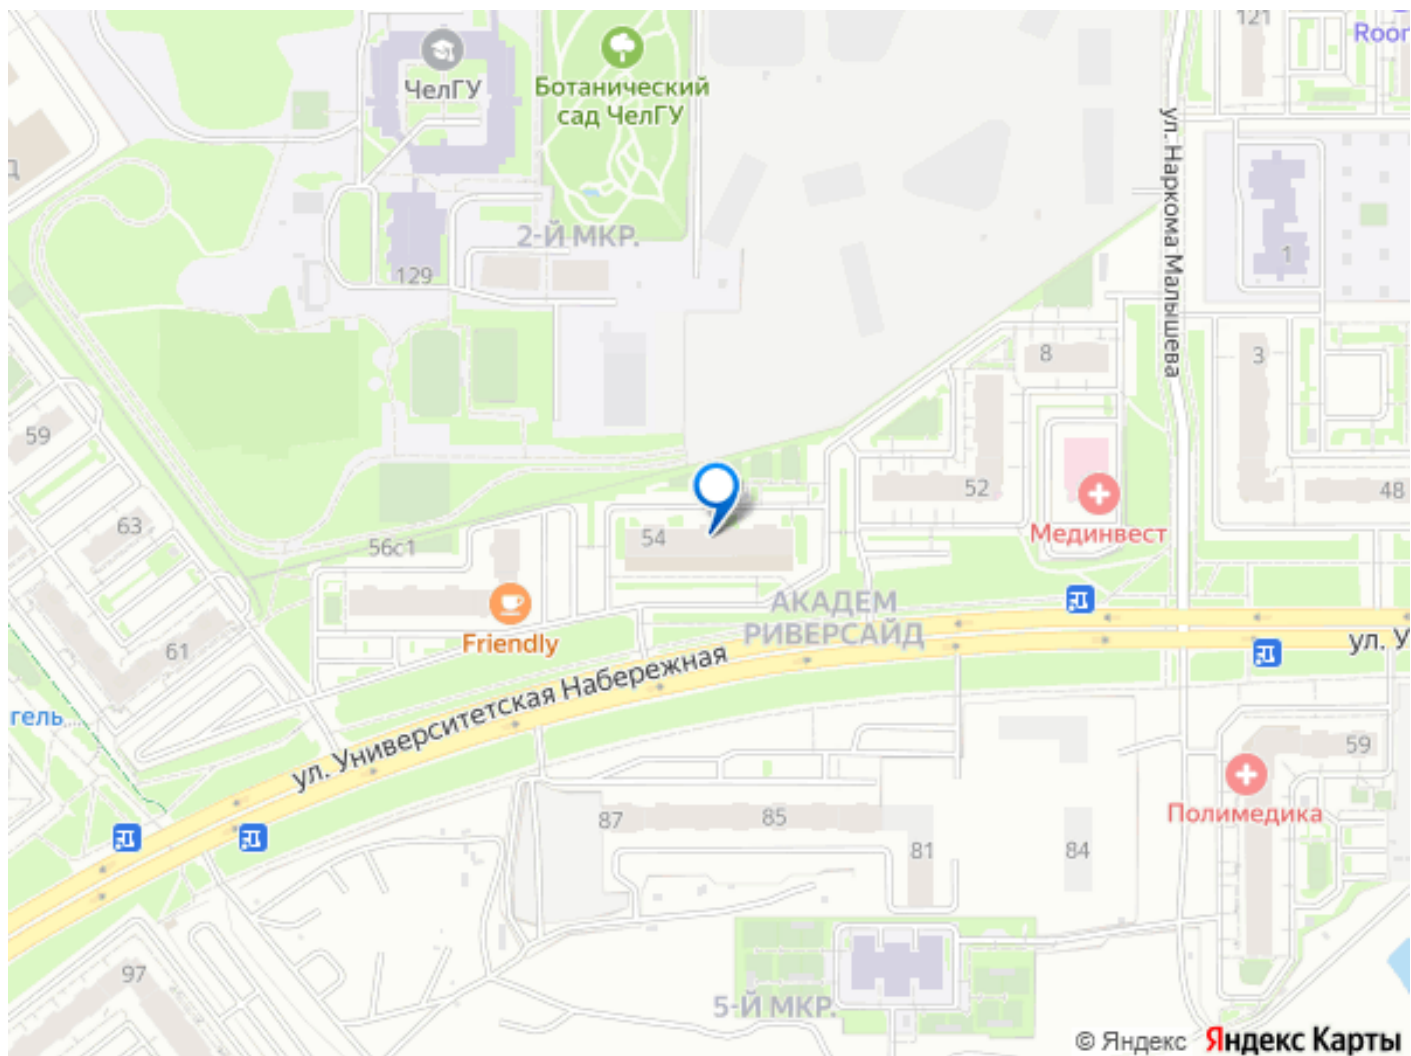 121
Roor
ЧелГУ
Ботанический
сад ЧелГУ
ул. Наркома Малышева
2-Й МКР.
129
1
8
3
59
52
48
63
54
Мединвест
56с1
АКАДЕМ
РИВЕРСАЙД
Friendly
61
ул. У
ул. Университетская Набережная
гель
59
Полимедика
87
85
81
84
97
5-Й МКР.
© Яндекс Яндекс Карты